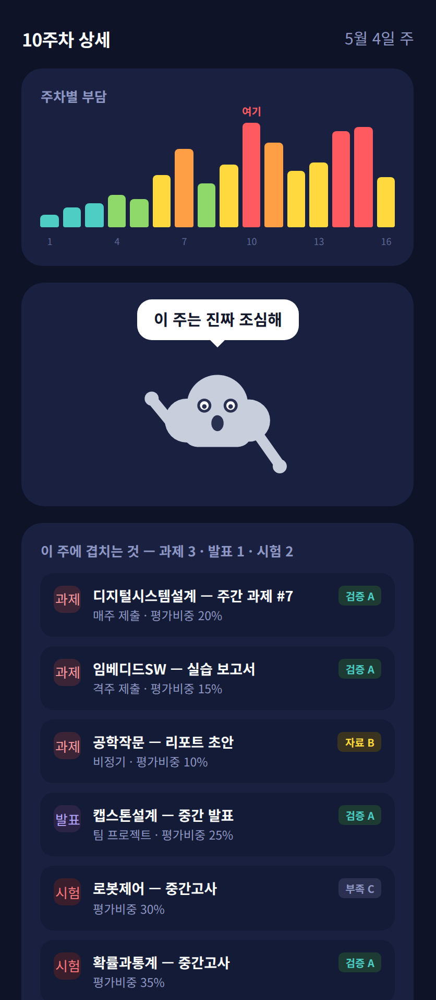 10주차 상세
5월 4일 주
주차별 부담
여기
1 4 7 10 13 16
이 주는 진짜 조심해
이 주에 겹치는 것 — 과제 3 · 발표 1 · 시험 2
과제
디지털시스템설계 — 주간 과제 #7
검증 A
매주 제출 · 평가비중 20%
과제
임베디드SW — 실습 보고서
검증 A
격주 제출 · 평가비중 15%
과제
공학작문 — 리포트 초안
자료 B
비정기 · 평가비중 10%
발표
캡스톤설계 — 중간 발표
검증 A
팀 프로젝트 · 평가비중 25%
시험
로봇제어 — 중간고사
부족 C
평가비중 30%
시험
확률과통계 — 중간고사
검증 A
평가비중 35%